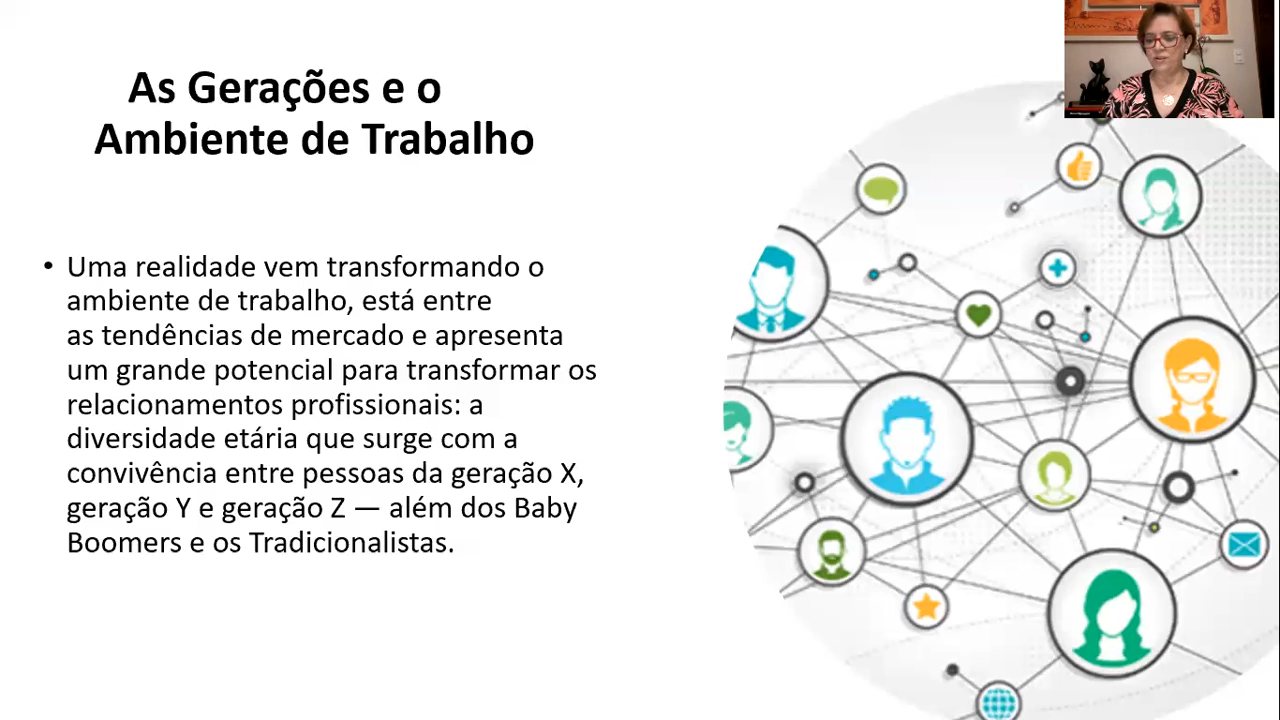 As Gerações e o
Ambiente de Trabalho
• Uma realidade vem transformando o
ambiente de trabalho, está entre
as tendências de mercado e apresenta
um grande potencial para transformar os
relacionamentos profissionais: a
diversidade etária que surge com a
convivência entre pessoas da geração X,
geração Y e geração Z — além dos Baby
Boomers e os Tradicionalistas.